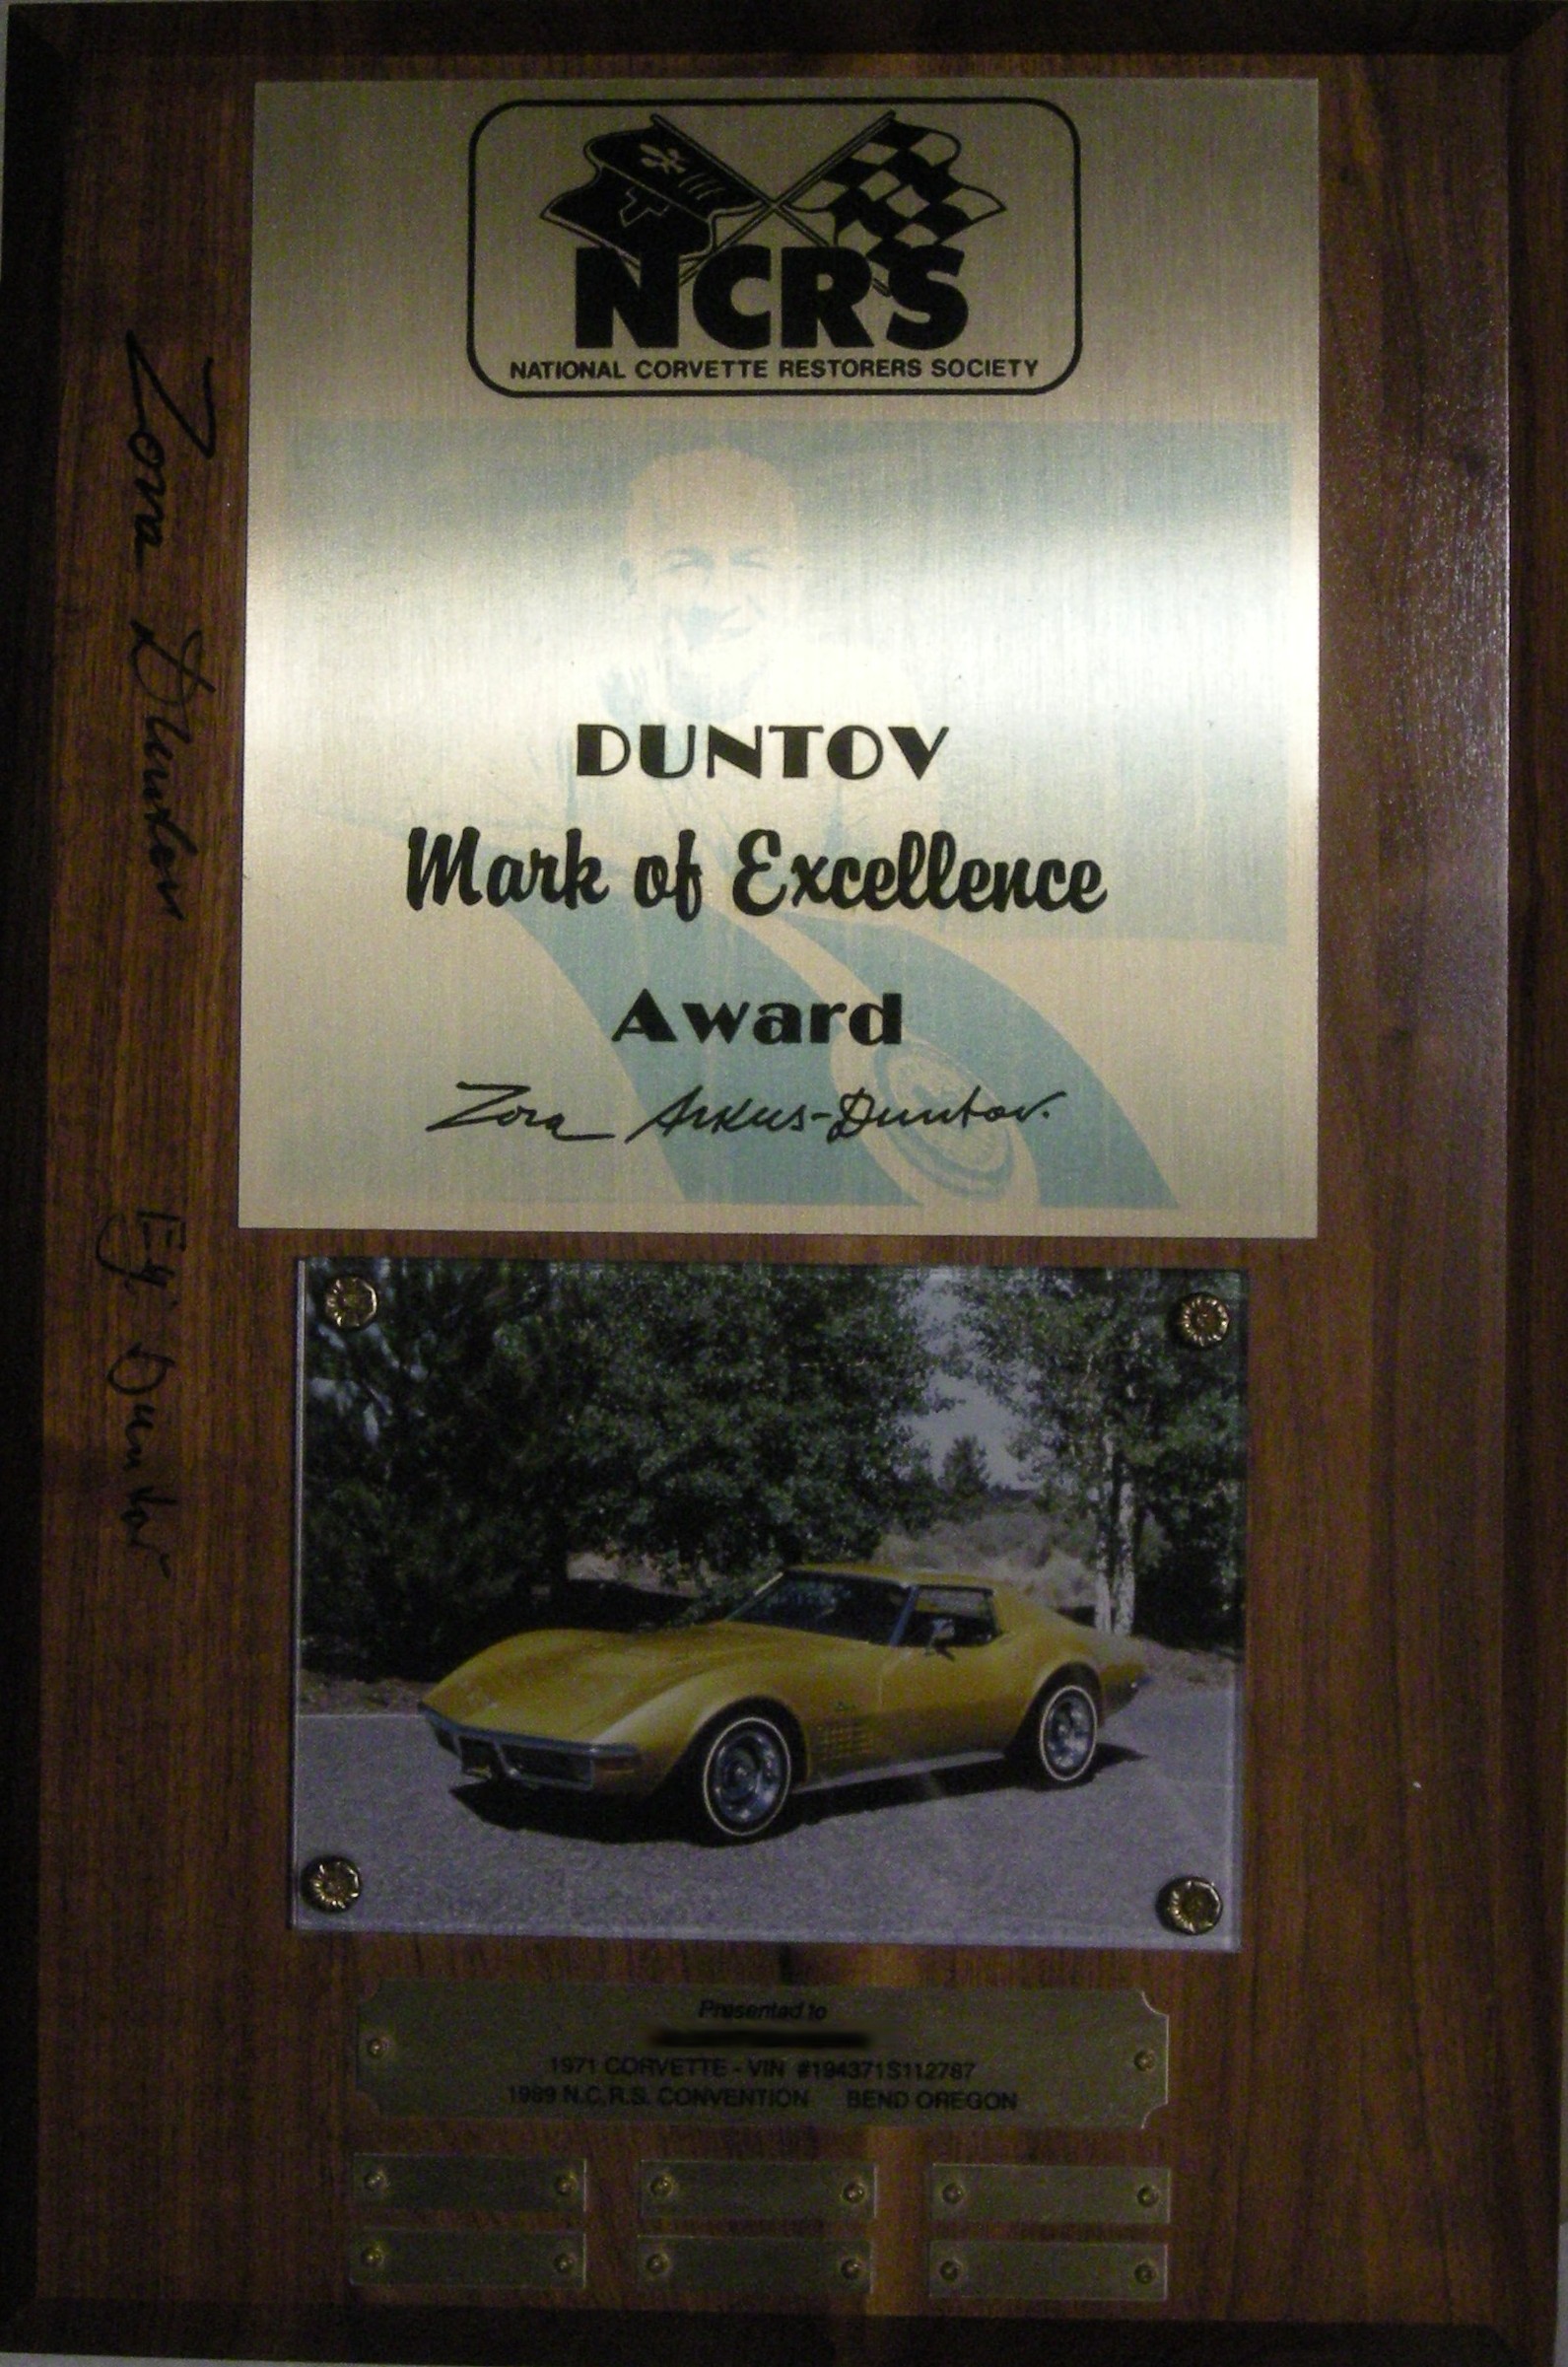 NCRS
NATIONAL CORVETTE RESTORERS SOCIETY
DUNTOV
Mark of Excellence
Award
Zora Arkus-Duntov.
Zora Duntov
Duntov
Presented to
1971 CORVETTE - VIN #194371S112787
1989 N.C.R.S. CONVENTION BEND OREGON